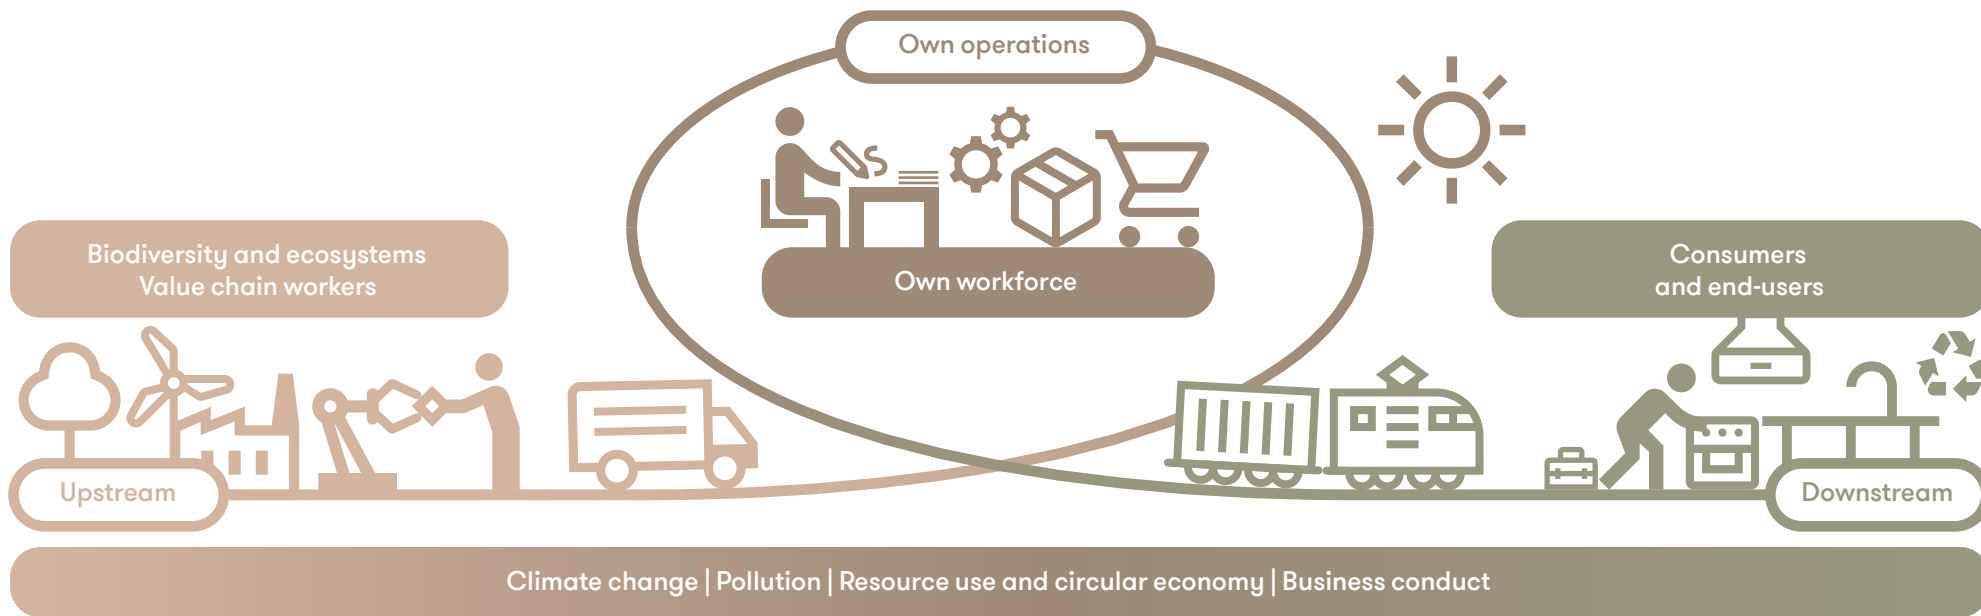 Own operations
Biodiversity and ecosystems
Value chain workers
Own workforce
Consumers
and end-users
Upstream
Downstream
Climate change | Pollution | Resource use and circular economy | Business conduct